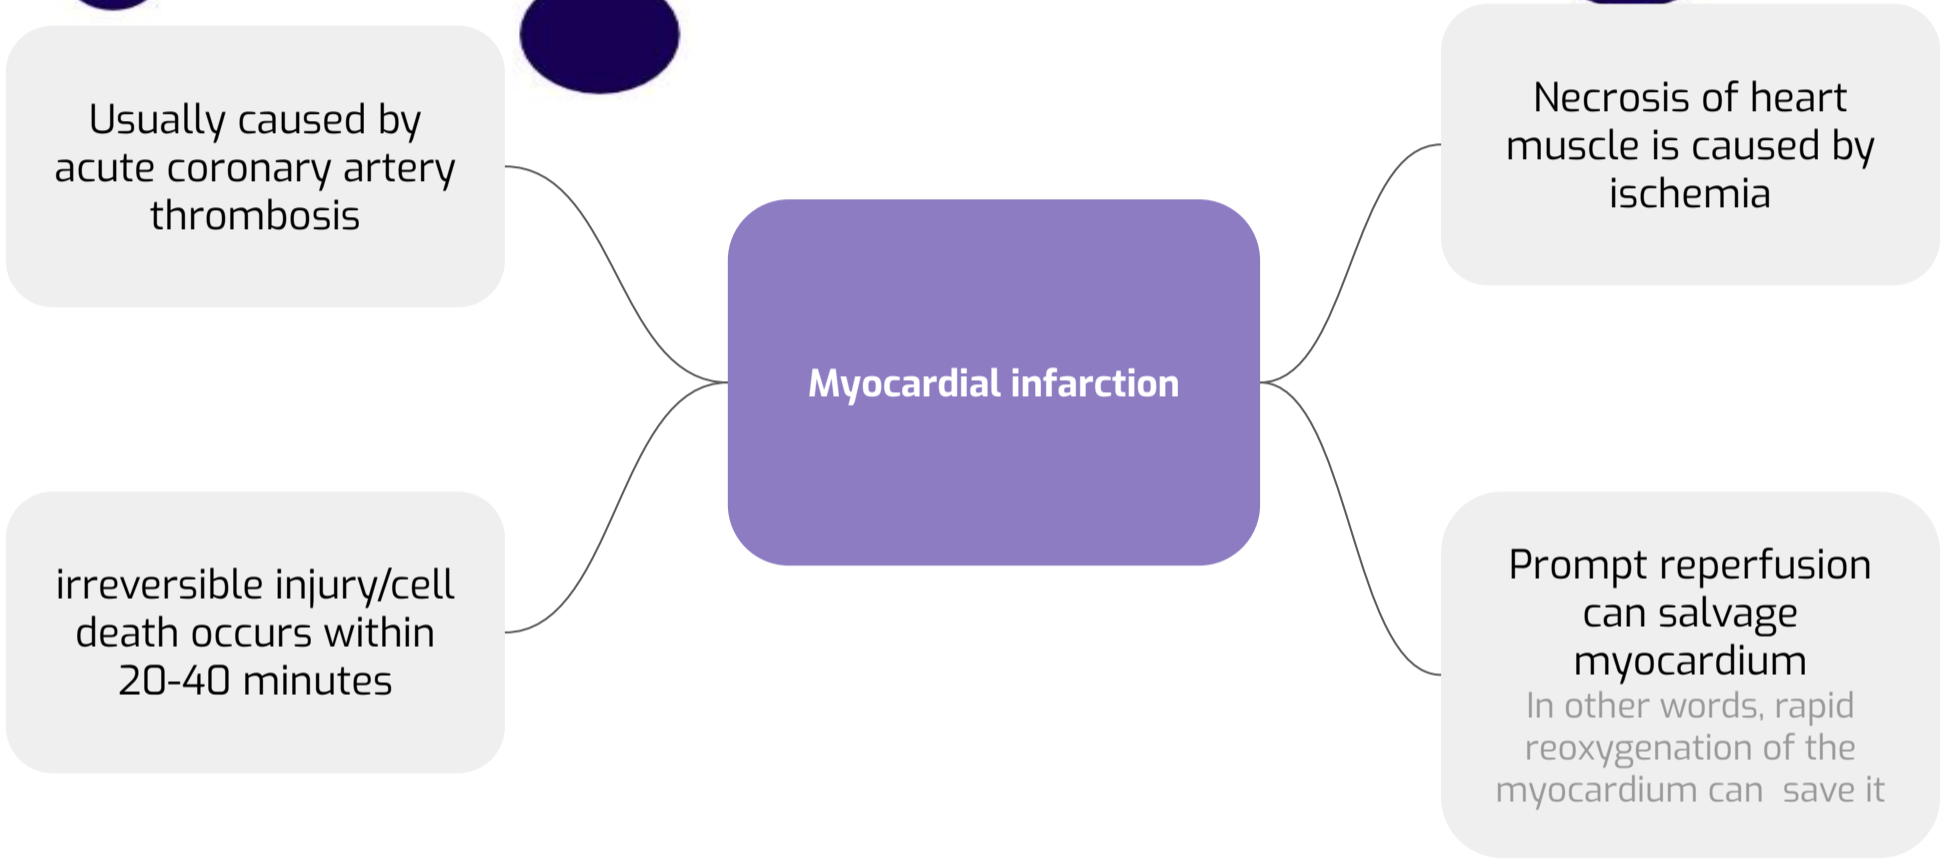 Usually caused by
acute coronary artery
thrombosis
Necrosis of heart
muscle is caused by
ischemia
Myocardial infarction
irreversible injury/cell
death occurs within
20-40 minutes
Prompt reperfusion
can salvage
myocardium
In other words, rapid
reoxygenation of the
myocardium can  save it